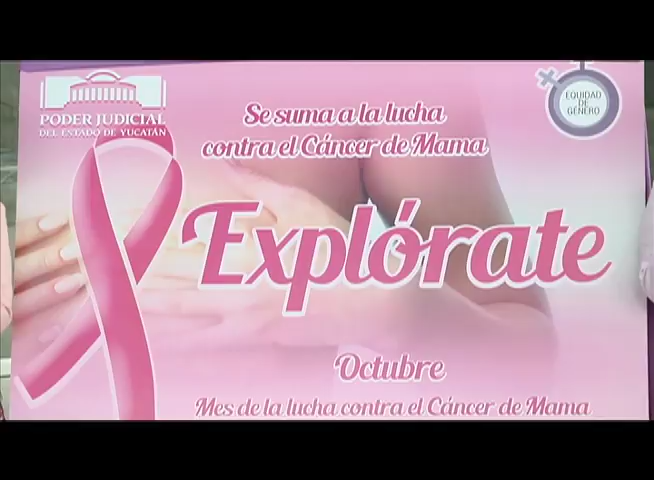 PODER JUDICIAL
DEL ESTADO DE YUCATÁN
EQUIDAD
DE
GÉNERO
Se suma a la lucha
contra el Cáncer de Mama
Explórate
Octubre
Mes de la lucha contra el Cáncer de Mama